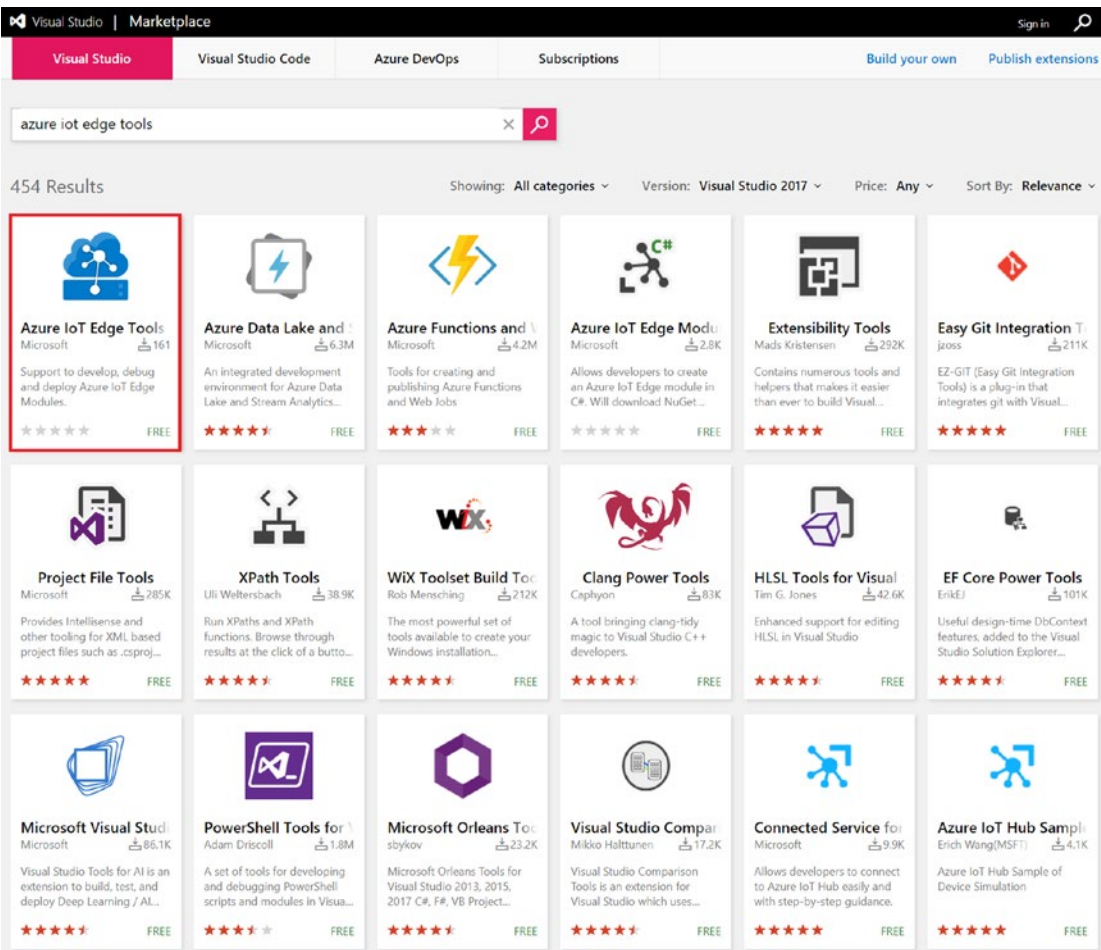 Visual Studio | Marketplace
Sign in
Visual Studio
Visual Studio Code
Azure DevOps
Subscriptions
Build your own
Publish extensions
azure iot edge tools
454 Results
Showing: All categories
Version: Visual Studio 2017
Price: Any
Sort By: Relevance
Azure IoT Edge Tools
Microsoft 161
Support to develop, debug
and deploy Azure IoT Edge
Modules.
FREE
Azure Data Lake and
Microsoft 6.3M
An integrated development
environment for Azure Data
Lake and Stream Analytics...
FREE
Azure Functions and
Microsoft 4.2M
Tools for creating and
publishing Azure Functions
and Web Jobs
FREE
C#
Azure IoT Edge Modu
Microsoft 2.8K
Allows developers to create
an Azure IoT Edge module in
C#. Will download NuGet...
FREE
Extensibility Tools
Mads Kristensen 292K
Contains numerous tools and
helpers that makes it easier
than ever to build Visual...
FREE
Easy Git Integration T
jzoss 211K
EZ-GIT (Easy Git Integration
Tools) is a plug-in that
integrates git with Visual...
FREE
Project File Tools
Microsoft 285K
Provides Intellisense and
other tooling for XML based
project files such as .csproj...
FREE
XPath Tools
Uli Weltersbach 38.9K
Run XPaths and XPath
functions. Browse through
results at the click of a butto...
FREE
WiX
WiX Toolset Build Too
Rob Mensching 212K
The most powerful set of
tools available to create your
Windows installation...
FREE
Clang Power Tools
Caphyon 83K
A tool bringing clang-tidy
magic to Visual Studio C++
developers.
FREE
HLSL Tools for Visual
Tim G. Jones 42.6K
Enhanced support for editing
HLSL in Visual Studio
FREE
EF Core Power Tools
ErikEJ 101K
Useful design-time DbContext
features, added to the Visual
Studio Solution Explorer...
FREE
Microsoft Visual Studi
Microsoft 86.1K
Visual Studio Tools for AI is an
extension to build, test, and
deploy Deep Learning / AI...
FREE
PowerShell Tools for V
Adam Driscoll 1.8M
A set of tools for developing
and debugging PowerShell
scripts and modules in Visua...
FREE
Microsoft Orleans Too
sbykov 23.2K
Microsoft Orleans Tools for
Visual Studio 2013, 2015,
2017 C#, F#, VB Project...
FREE
Visual Studio Compar
Mikko Halttunen 17.2K
Visual Studio Comparison
Tools is an extension for
Visual Studio which uses...
FREE
Connected Service for
Microsoft 9.9K
Allows developers to connect
to Azure IoT Hub easily and
with step-by-step guidance.
FREE
Azure IoT Hub Sample
Erich Wang(MSFT) 4.1K
Azure IoT Hub Sample of
Device Simulation
FREE